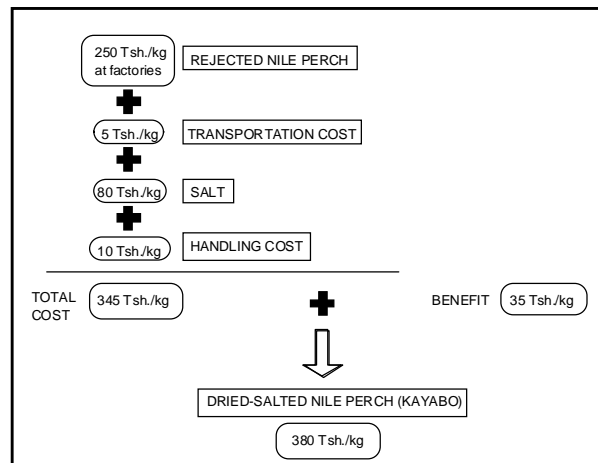 250 Tsh./kg
at factories
REJECTED NILE PERCH
5 Tsh./kg
TRANSPORTATION COST
80 Tsh./kg
SALT
10 Tsh./kg
HANDLING COST
TOTAL
COST
345 Tsh./kg
BENEFIT
35 Tsh./kg
DRIED-SALTED NILE PERCH (KAYABO)
380 Tsh./kg